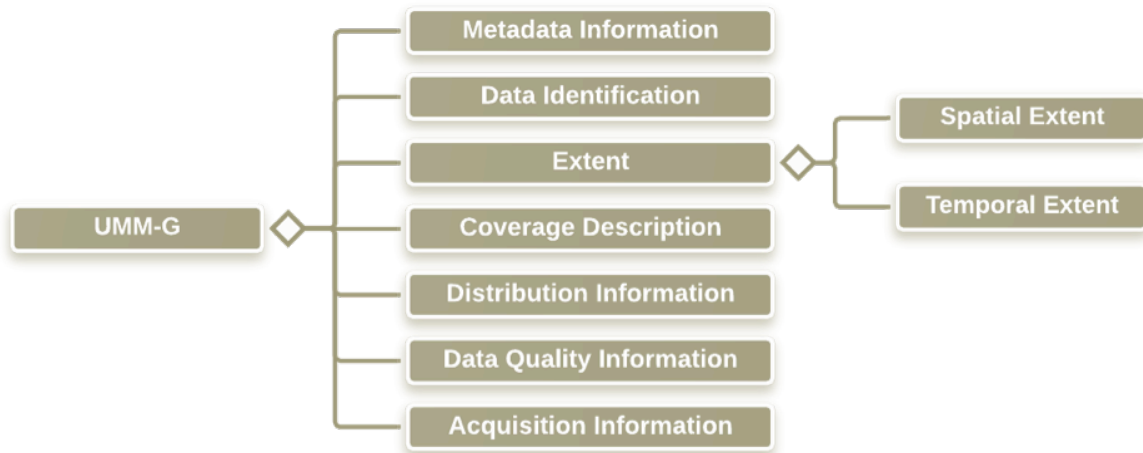 UMM-G
Metadata Information
Data Identification
Extent
Coverage Description
Distribution Information
Data Quality Information
Acquisition Information
Spatial Extent
Temporal Extent